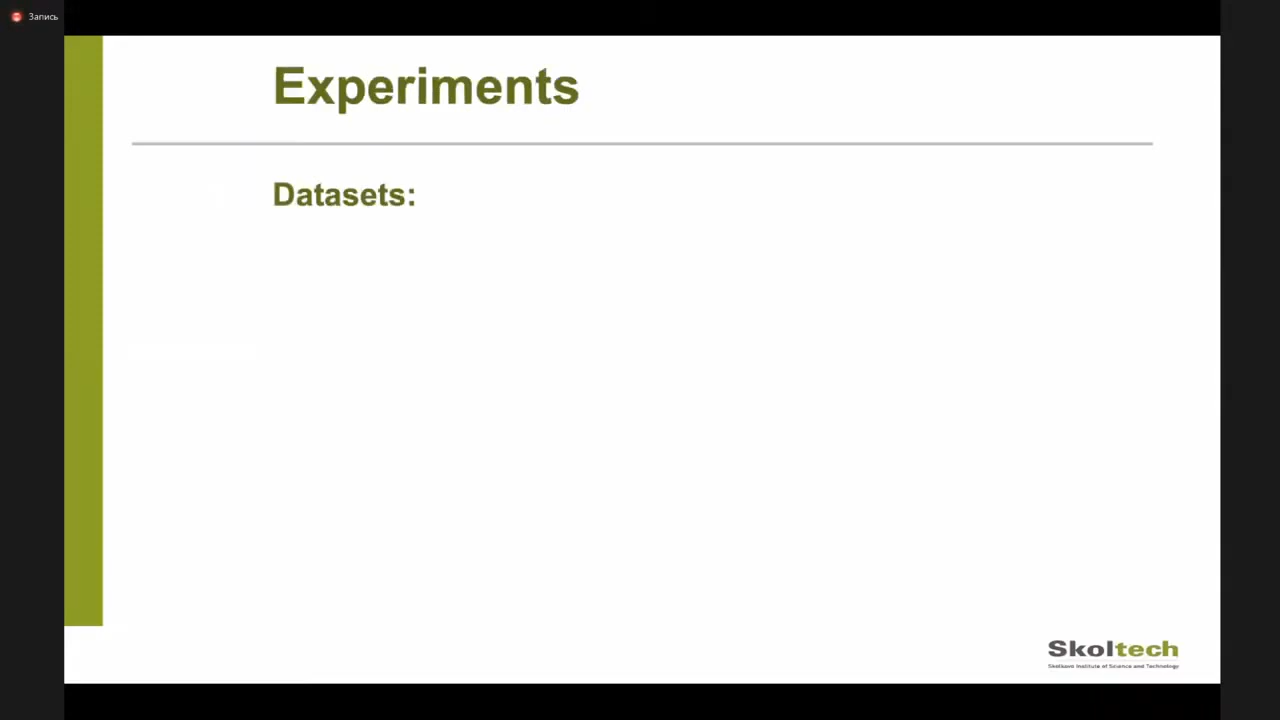 Запись
Experiments
Datasets:
Skoltech
Skolkovo Institute of Science and Technology